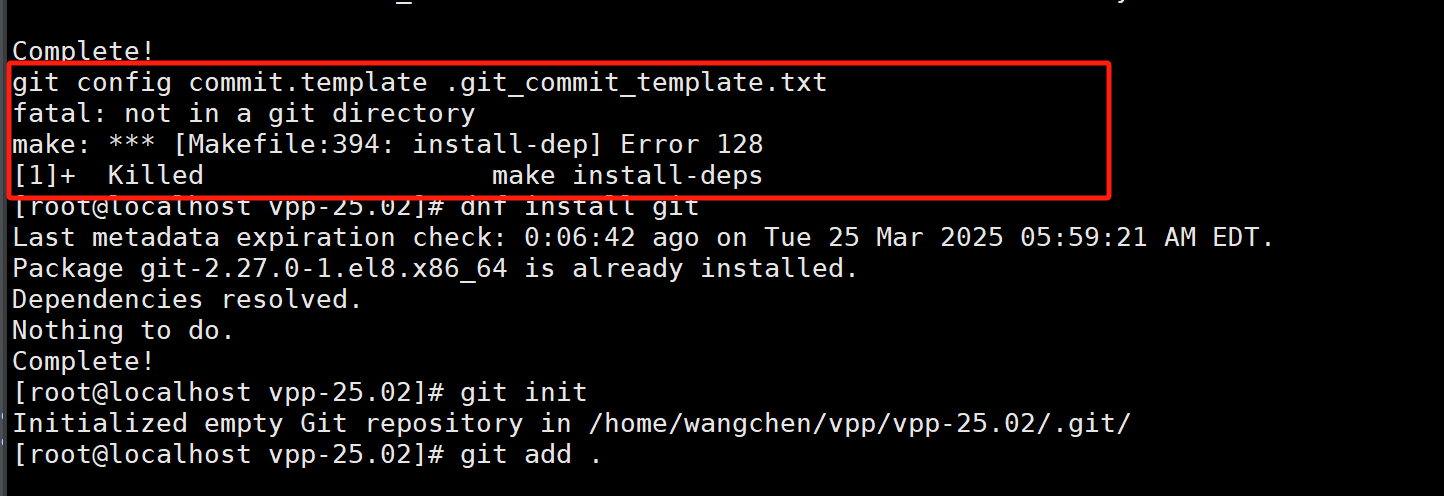 Complete!
git config commit.template .git_commit_template.txt
fatal: not in a git directory
make: *** [Makefile:394: install-dep] Error 128
[1]+  Killed                  make install-deps
[root@localhost vpp-25.02]# dnf install git
Last metadata expiration check: 0:06:42 ago on Tue 25 Mar 2025 05:59:21 AM EDT.
Package git-2.27.0-1.el8.x86_64 is already installed.
Dependencies resolved.
Nothing to do.
Complete!
[root@localhost vpp-25.02]# git init
Initialized empty Git repository in /home/wangchen/vpp/vpp-25.02/.git/
[root@localhost vpp-25.02]# git add .